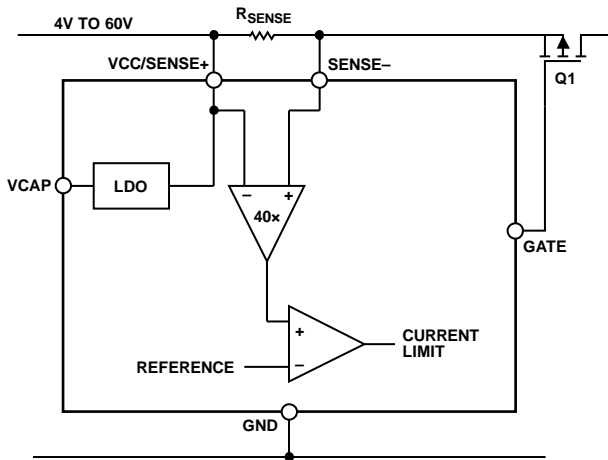 4V TO 60V
RSENSE
VCC/SENSE+
SENSE–
Q1
VCAP
LDO
–
+
40×
GATE
+
–
REFERENCE
CURRENT
LIMIT
GND